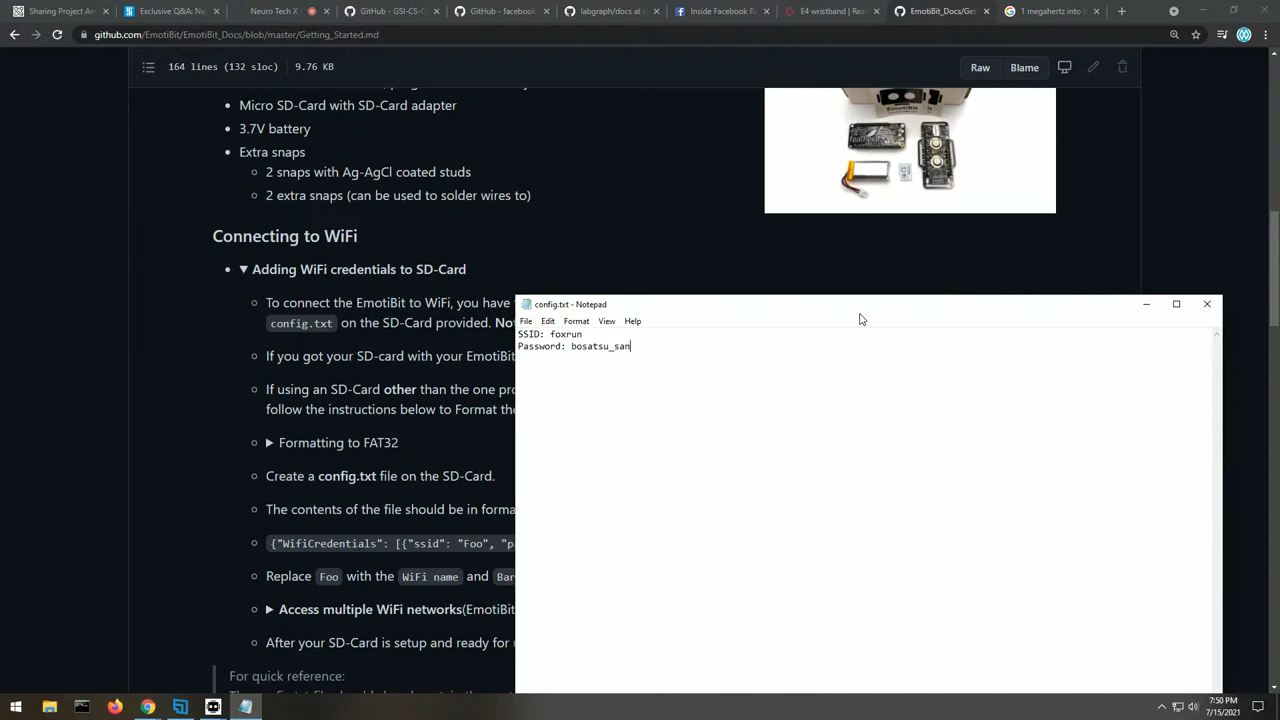 Sharing Project Am
Exclusive Q&A: Ne
Neuro Tech X
GitHub - GSI-CS-C
GitHub - facebook
labgraph/docs at m
Inside Facebook Re
E4 wristband | Rea
EmotiBit_Docs/Get
1 megahertz into h
github.com/EmotiBit/EmotiBit_Docs/blob/master/Getting_Started.md
164 lines (132 sloc) 9.76 KB
Raw Blame
Micro SD-Card with SD-Card adapter
3.7V battery
Extra snaps
2 snaps with Ag-AgCl coated studs
2 extra snaps (can be used to solder wires to)
Connecting to WiFi
Adding WiFi credentials to SD-Card
To connect the EmotiBit to WiFi, you have
config.txt on the SD-Card provided. Not
If you got your SD-card with your EmotiBit
If using an SD-Card other than the one pro
follow the instructions below to Format the
Formatting to FAT32
Create a config.txt file on the SD-Card.
The contents of the file should be in forma
{"WifiCredentials": [{"ssid": "Foo", "pa
Replace Foo with the WiFi name and Bar
Access multiple WiFi networks(EmotiBit
After your SD-Card is setup and ready for u
For quick reference:
config.txt - Notepad
File Edit Format View Help
SSID: foxrun
Password: bosatsu_san
7:50 PM
7/15/2021